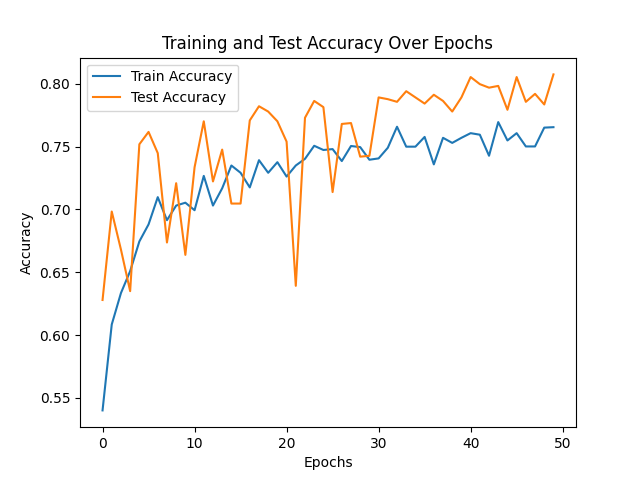 Training and Test Accuracy Over Epochs
Train Accuracy
Test Accuracy
0.80
0.75
0.70
0.65
0.60
0.55
Accuracy
0 10 20 30 40 50
Epochs